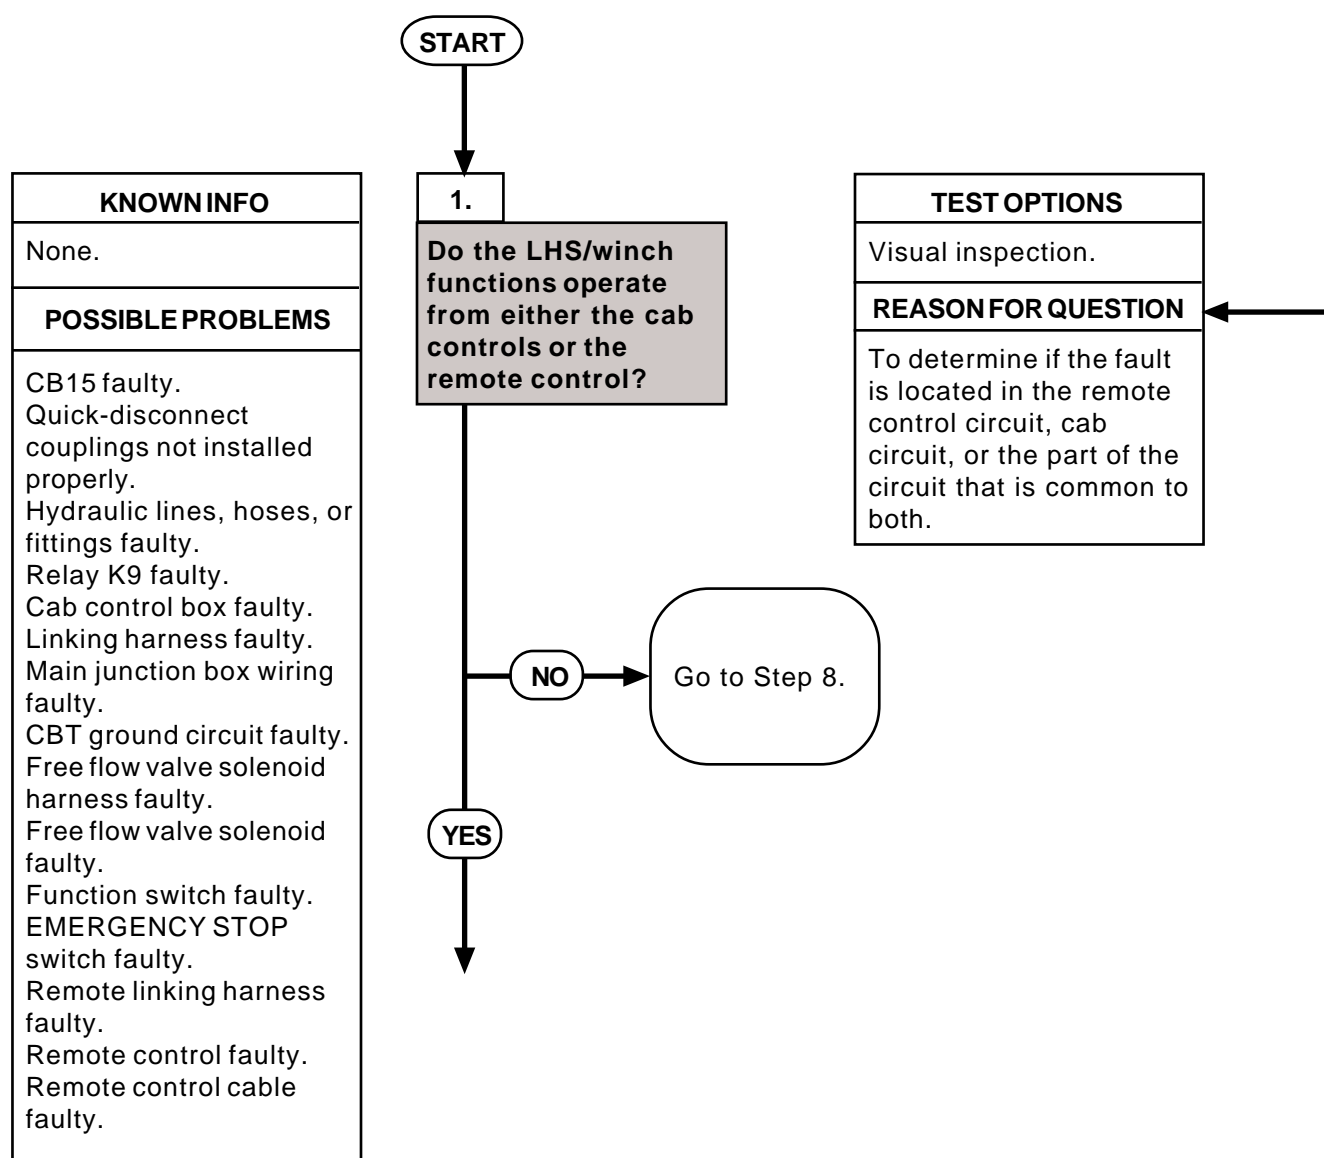 START
KNOWN INFO
None.
POSSIBLE PROBLEMS
CB15 faulty.
Quick-disconnect
couplings not installed
properly.
Hydraulic lines, hoses, or
fittings faulty.
Relay K9 faulty.
Cab control box faulty.
Linking harness faulty.
Main junction box wiring
faulty.
CBT ground circuit faulty.
Free flow valve solenoid
harness faulty.
Free flow valve solenoid
faulty.
Function switch faulty.
EMERGENCY STOP
switch faulty.
Remote linking harness
faulty.
Remote control faulty.
Remote control cable
faulty.
1.
Do the LHS/winch
functions operate
from either the cab
controls or the
remote control?
NO
Go to Step 8.
YES
TEST OPTIONS
Visual inspection.
REASON FOR QUESTION
To determine if the fault
is located in the remote
control circuit, cab
circuit, or the part of the
circuit that is common to
both.